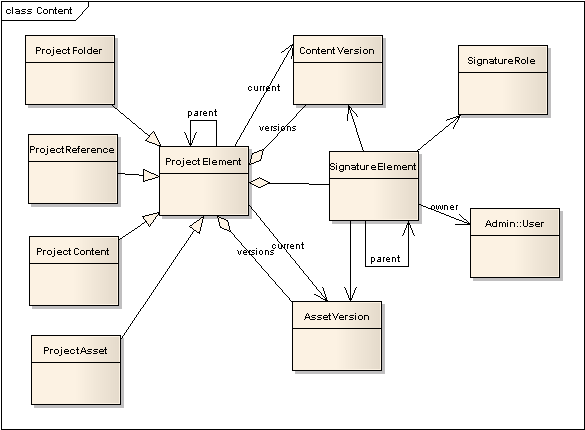 class Content
ProjectFolder
ContentVersion
SignatureRole
current
parent
versions
ProjectReference
ProjectElement
SignatureElement
owner
Admin::User
ProjectContent
versions
current
parent
AssetVersion
ProjectAsset